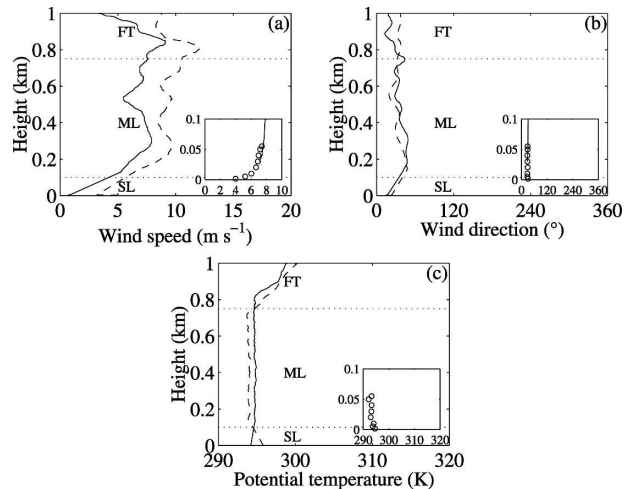 1
0.8
0.6
0.4
0.2
0
Height (km)
0
5
10
15
20
Wind speed (m s⁻¹)
(a)
FT
ML
SL
0.1
0.05
0
0 2 4 6 8 10
1
0.8
0.6
0.4
0.2
0
Height (km)
0
120
240
360
Wind direction (°)
(b)
FT
ML
SL
0.1
0.05
0
0 120 240 360
1
0.8
0.6
0.4
0.2
0
Height (km)
290
300
310
320
Potential temperature (K)
(c)
FT
ML
SL
0.1
0.05
0
290 300 310 320